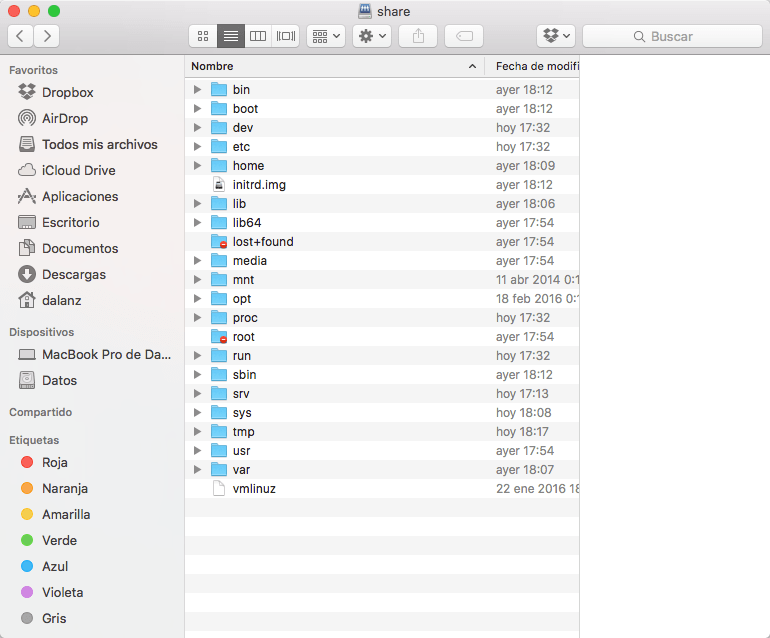 share
Buscar
Favoritos
Dropbox
AirDrop
Todos mis archivos
iCloud Drive
Aplicaciones
Escritorio
Documentos
Descargas
dalanz
Dispositivos
MacBook Pro de Da...
Datos
Compartido
Etiquetas
Roja
Naranja
Amarilla
Verde
Azul
Violeta
Gris
Nombre Fecha de modifi
bin ayer 18:12
boot ayer 18:12
dev hoy 17:32
etc hoy 17:32
home ayer 18:09
initrd.img ayer 18:12
lib ayer 18:06
lib64 ayer 17:54
lost+found ayer 17:54
media ayer 17:54
mnt 11 abr 2014 0:1
opt 18 feb 2016 0:1
proc hoy 17:32
root ayer 17:54
run hoy 17:32
sbin ayer 18:12
srv hoy 17:13
sys hoy 18:08
tmp hoy 18:17
usr ayer 17:54
var ayer 18:07
vmlinuz 22 ene 2016 18